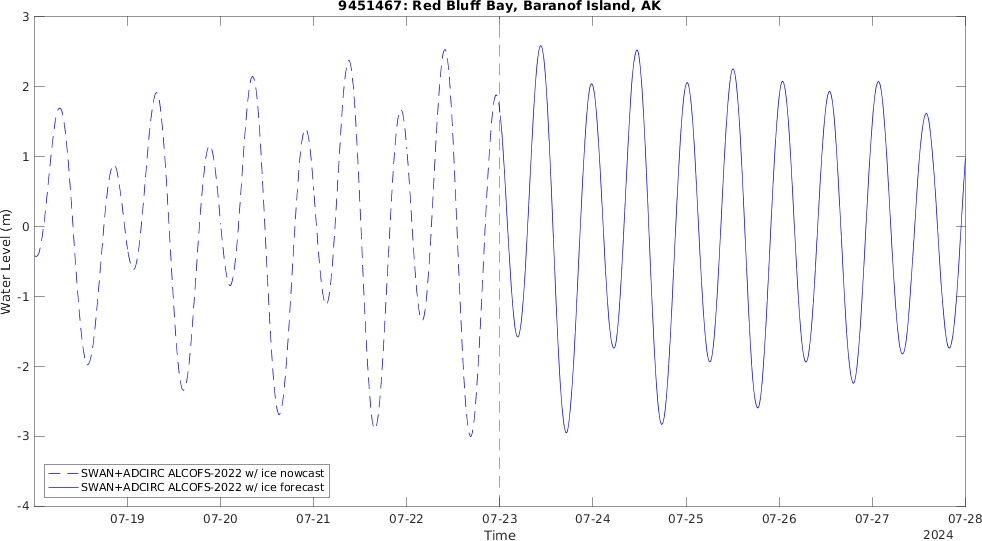 9451467: Red Bluff Bay, Baranof Island, AK
Water Level (m)
3
2
1
0
-1
-2
-3
-4
SWAN+ADCIRC ALCOFS-2022 w/ ice nowcast
SWAN+ADCIRC ALCOFS-2022 w/ ice forecast
07-19 07-20 07-21 07-22 07-23 07-24 07-25 07-26 07-27 07-28
Time
2024